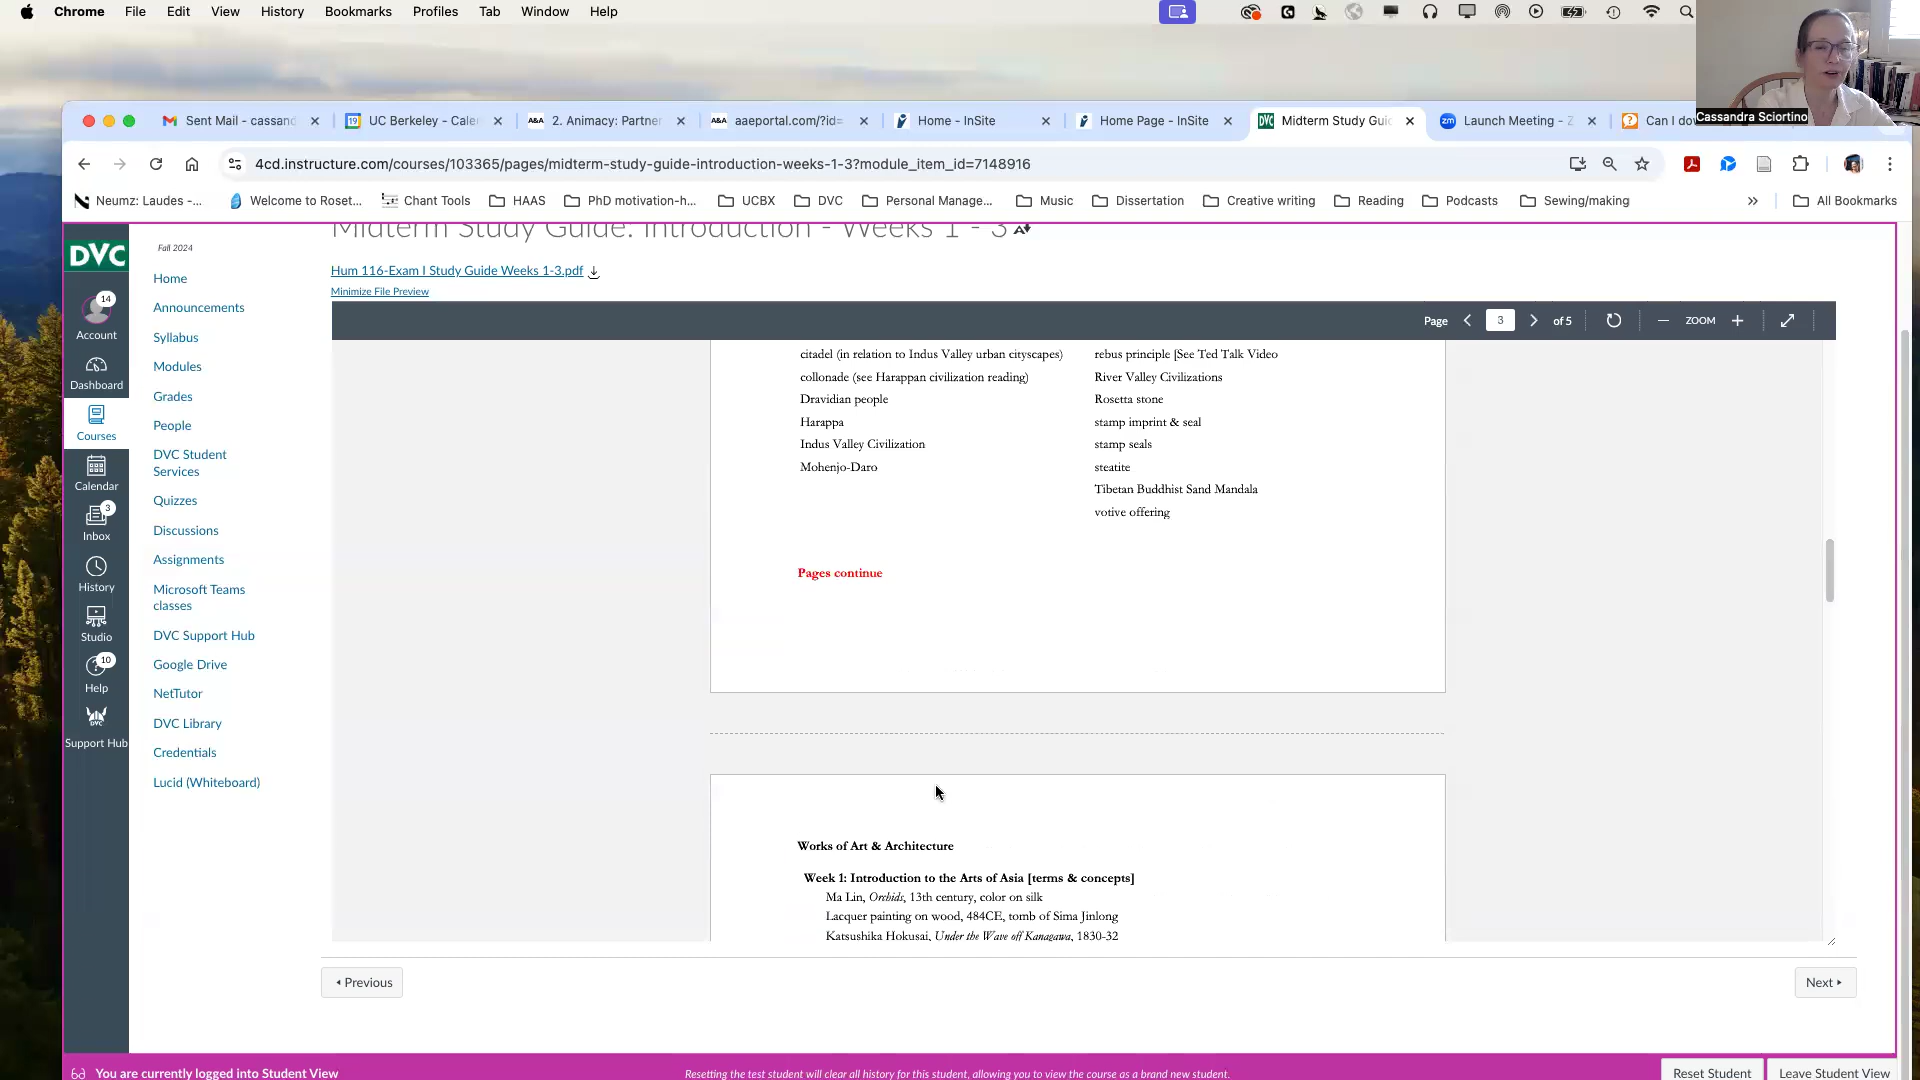 Chrome File Edit View History Bookmarks Profiles Tab Window Help
Cassandra Sciortino
Sent Mail - cassand
UC Berkeley - Cale
2. Animacy: Partner
aaeportal.com/?id=
Home - InSite
Home Page - InSite
Midterm Study Guid
Launch Meeting - Z
Can I do
4cd.instructure.com/courses/103365/pages/midterm-study-guide-introduction-weeks-1-3?module_item_id=7148916
Neumz: Laudes -... Welcome to Roset... Chant Tools HAAS PhD motivation-h... UCBX DVC Personal Manage... Music Dissertation Creative writing Reading Podcasts Sewing/making » All Bookmarks
DVC
14
Account
Dashboard
Courses
Calendar
3
Inbox
History
Studio
10
Help
Support Hub
Fall 2024
Home
Announcements
Syllabus
Modules
Grades
People
DVC Student
Services
Quizzes
Discussions
Assignments
Microsoft Teams
classes
DVC Support Hub
Google Drive
NetTutor
DVC Library
Credentials
Lucid (Whiteboard)
Midterm Study Guide: Introduction - Weeks 1 - 3
Hum 116-Exam I Study Guide Weeks 1-3.pdf
Minimize File Preview
Page 3 of 5 ZOOM
citadel (in relation to Indus Valley urban cityscapes)
collonade (see Harappan civilization reading)
Dravidian people
Harappa
Indus Valley Civilization
Mohenjo-Daro
rebus principle [See Ted Talk Video
River Valley Civilizations
Rosetta stone
stamp imprint & seal
stamp seals
steatite
Tibetan Buddhist Sand Mandala
votive offering
Pages continue
Works of Art & Architecture
Week 1: Introduction to the Arts of Asia [terms & concepts]
Ma Lin, Orchids, 13th century, color on silk
Lacquer painting on wood, 484CE, tomb of Sima Jinlong
Katsushika Hokusai, Under the Wave off Kanagawa, 1830-32
Previous
Next
You are currently logged into Student View
Resetting the test student will clear all history for this student, allowing you to view the course as a brand new student.
Reset Student
Leave Student View